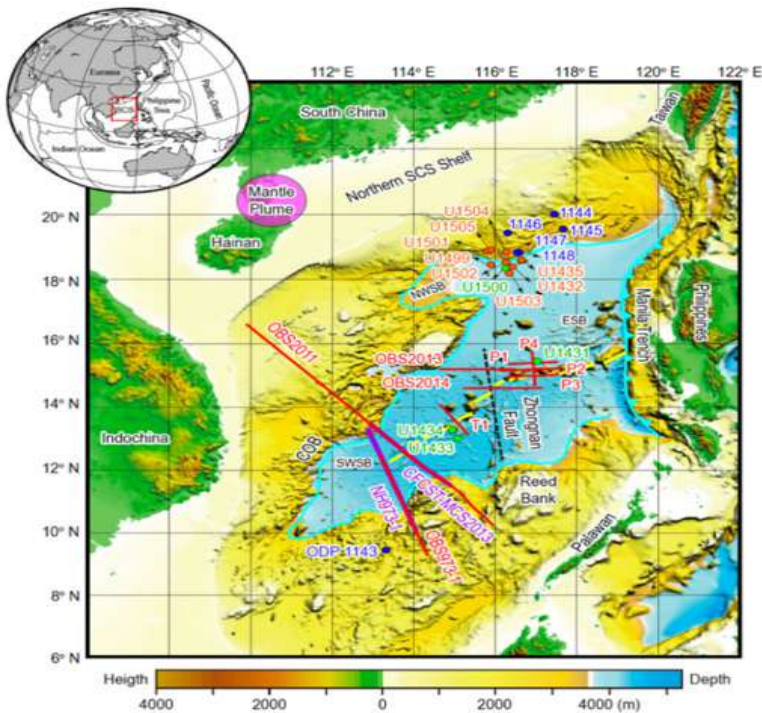 Eurasia
Pacific Ocean
SCS
Philippine
Sea
Indian Ocean
112° E 114° E 116° E 118° E 120° E 122° E
South China
Taiwan
Northern SCS Shelf
Mantle
Plume
Hainan
20° N
18° N
16° N
14° N
12° N
10° N
8° N
6° N
U1504
U1505
U1501
U1499
U1502
U1500
U1503
1146
1144
1145
1147
1148
U1435
U1432
NWSB
ESB
Manila Trench
Philippines
OBS2011
OBS2013
OBS2014
P1
P4
U1431
P2
P3
T1
Zhongnan
Fault
Indochina
COB
U1434
U1433
SWSB
CFCST-MCS2013
NH973-1
OBS973-1
Reed
Bank
Palawan
ODP 1143
Heigth
Depth
4000 2000 0 2000 4000 (m)